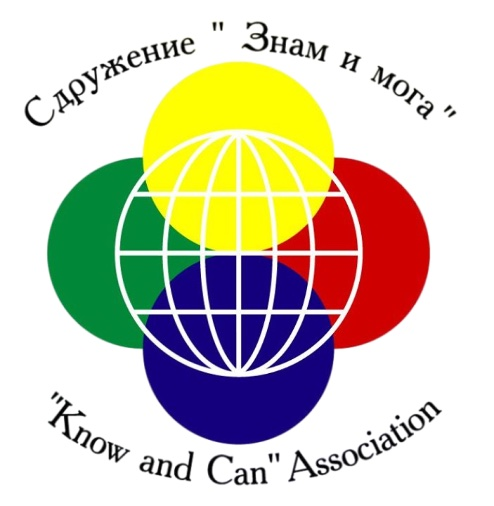 Сдружение " Знам и мога "
"Know and Can" Association